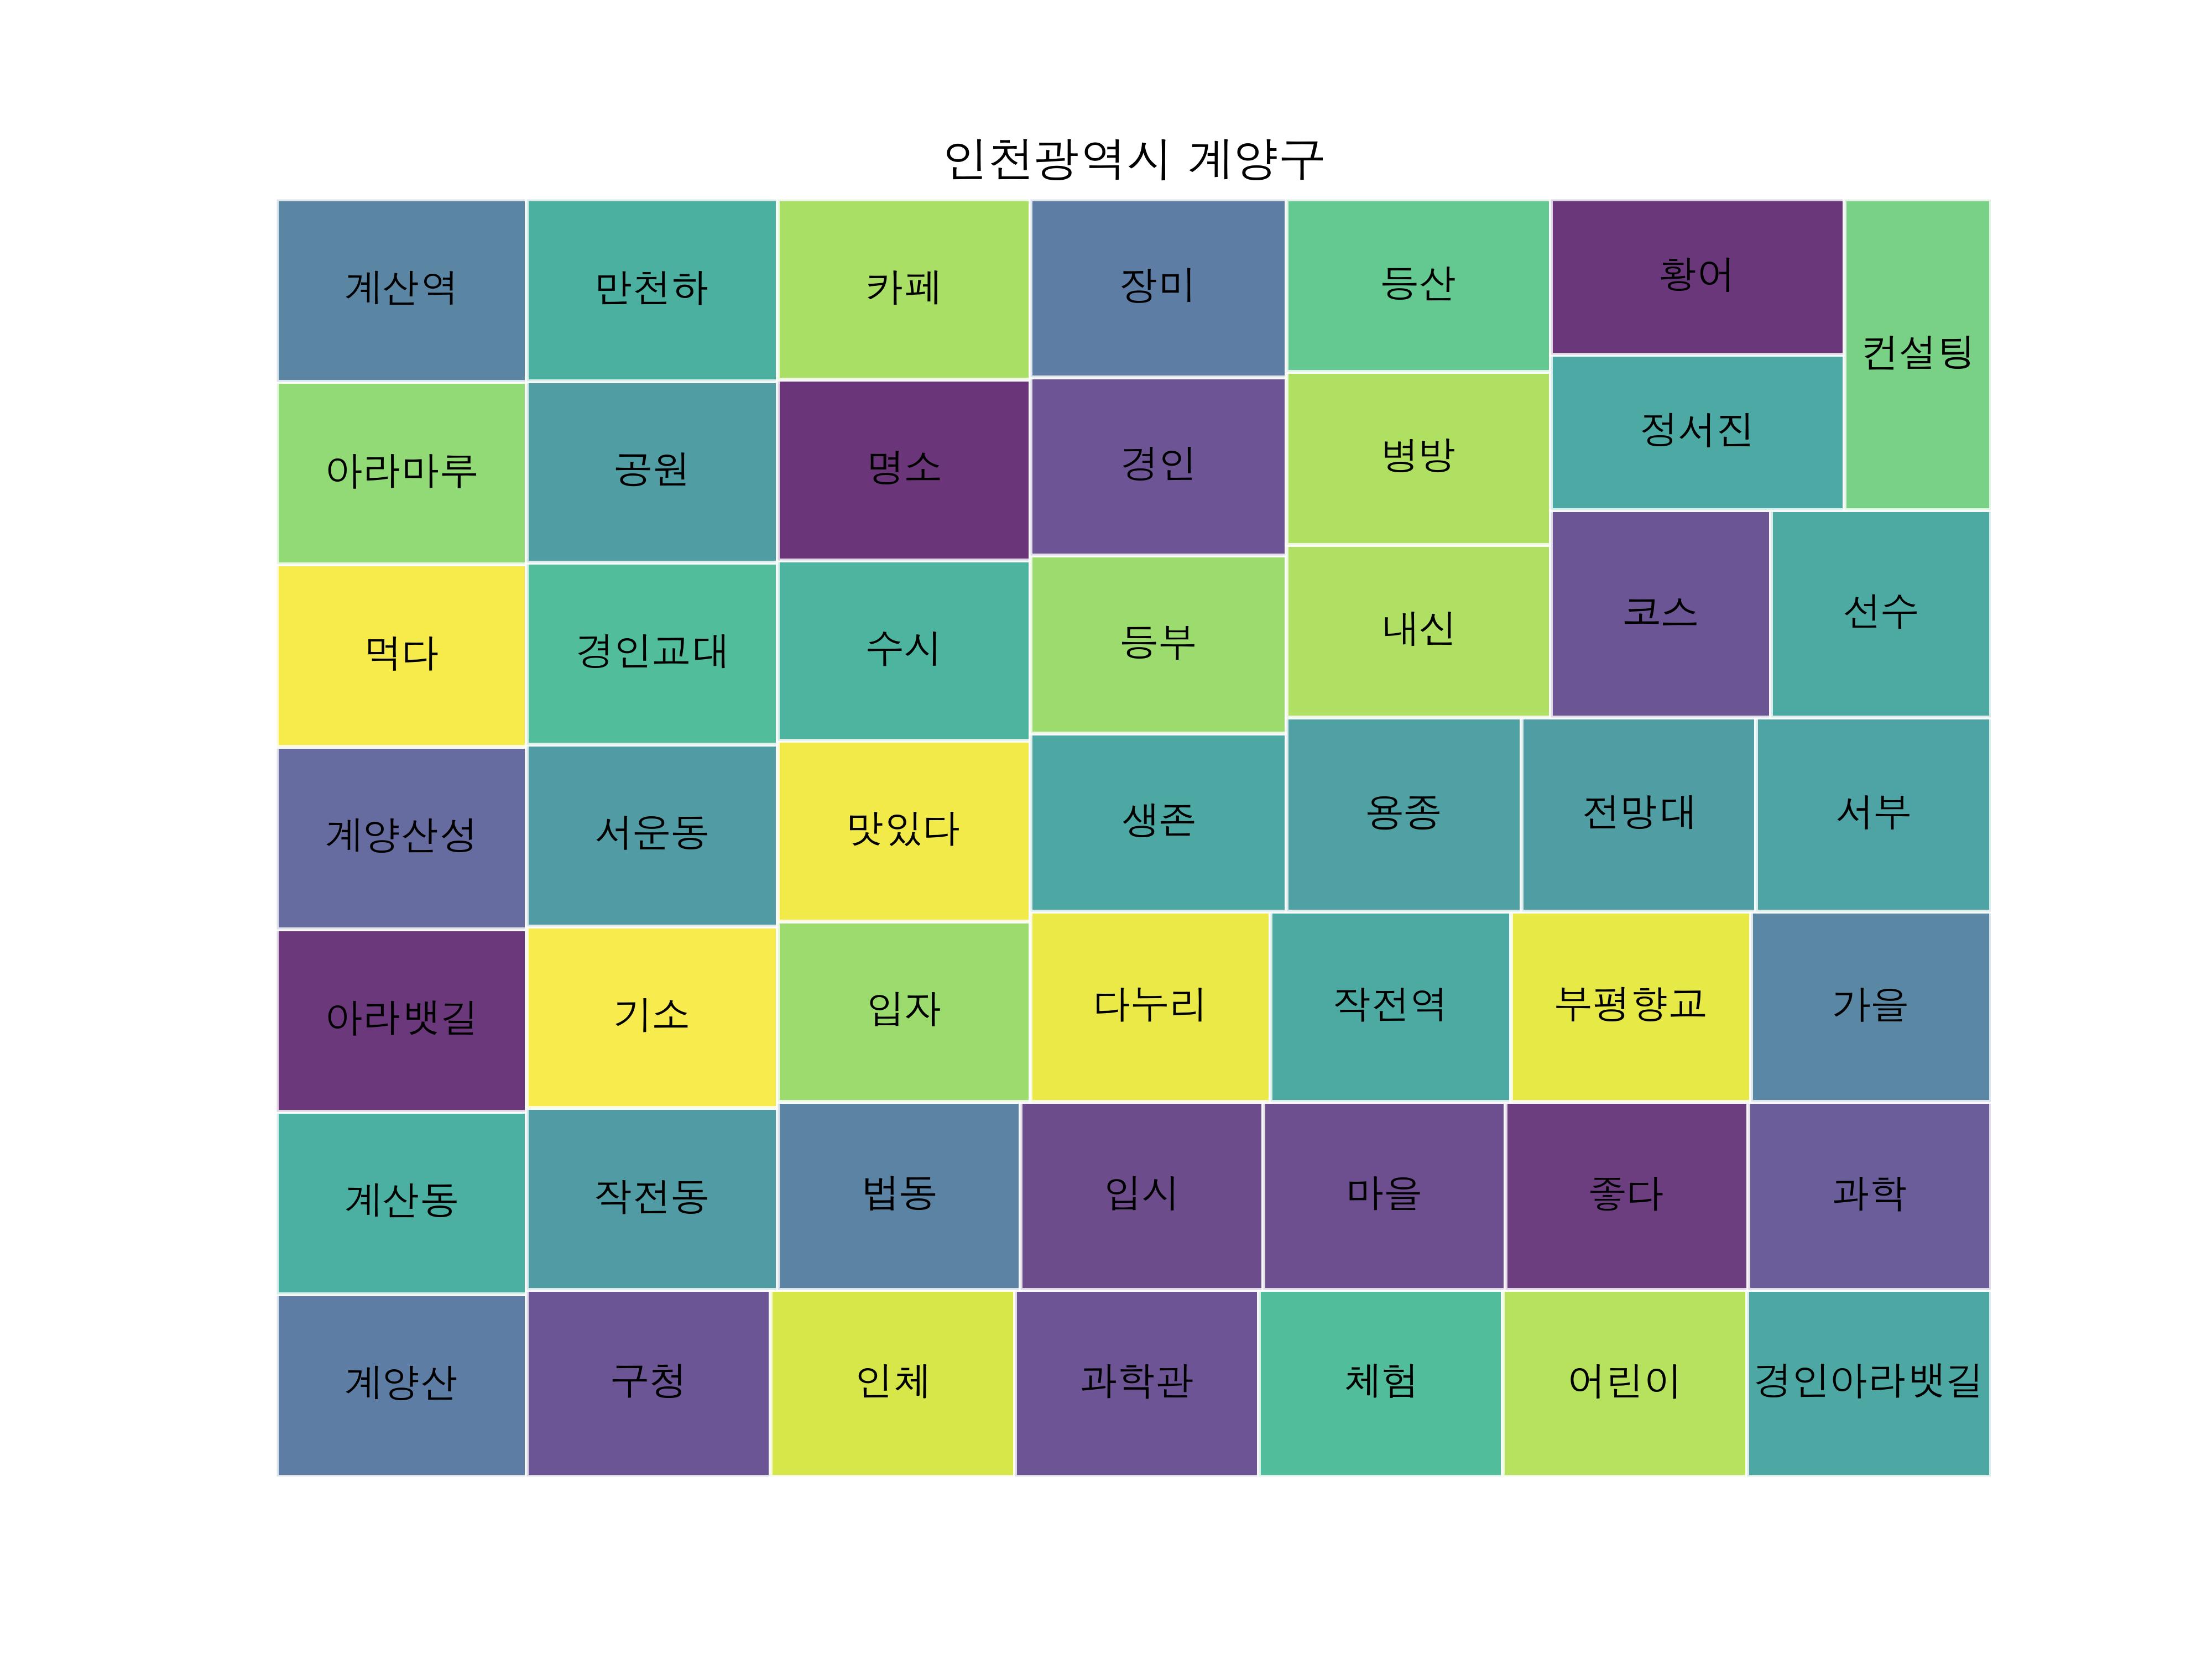 인천광역시 계양구
계산역
만천하
카페
장미
등산
황어
컨설팅
아라마루
공원
명소
경인
병방
정서진
먹다
경인교대
수시
등부
내신
코스
선수
계양산성
서운동
맛있다
생존
용종
전망대
서부
아라뱃길
기소
입자
다누리
작전역
부평향교
가을
계산동
작전동
법동
입시
마을
좋다
과학
계양산
구청
인체
과학관
체험
어린이
경인아라뱃길